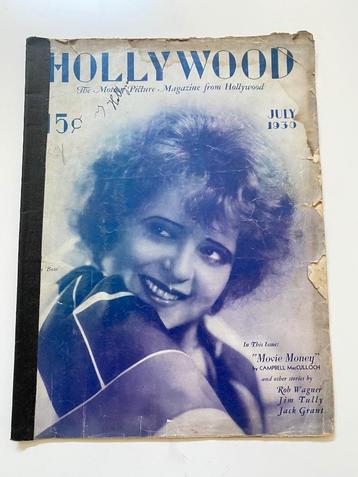 HOLLYWOOD
The Motion Picture Magazine from Hollywood
15¢
JULY
1930
In This Issue:
"Movie Money"
by CAMPBELL MacCULLOCH
and other stories by
Rob Wagner
Jim Tully
Jack Grant